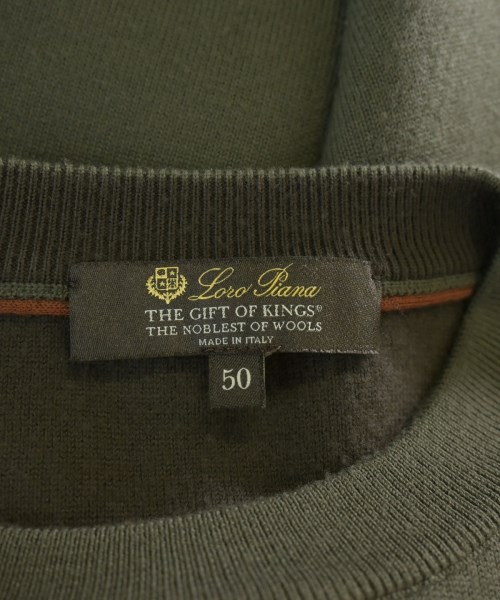 Loro Piana
THE GIFT OF KINGS®
THE NOBLEST OF WOOLS
MADE IN ITALY
50